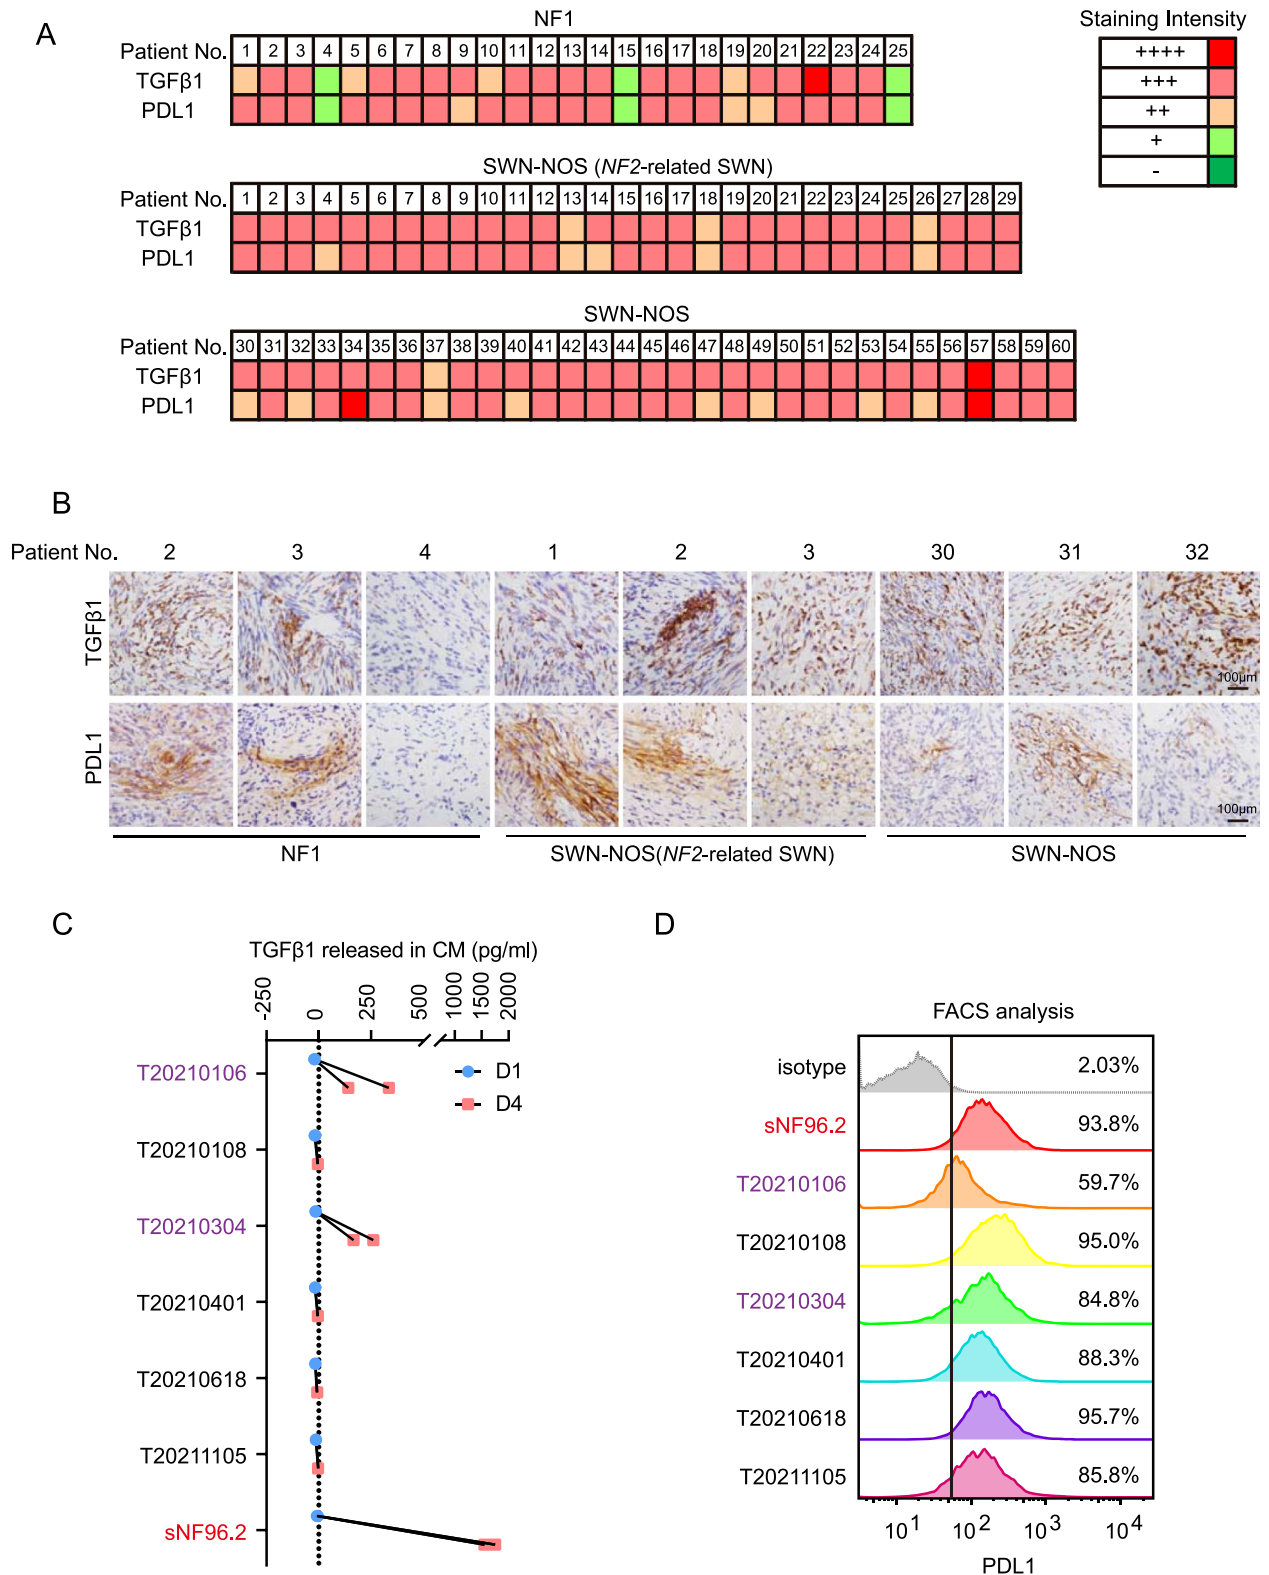 A
NF1
Patient No. 1 2 3 4 5 6 7 8 9 10 11 12 13 14 15 16 17 18 19 20 21 22 23 24 25
TGFβ1
PDL1
Staining Intensity
++++
+++
++
+
-
SWN-NOS (NF2-related SWN)
Patient No. 1 2 3 4 5 6 7 8 9 10 11 12 13 14 15 16 17 18 19 20 21 22 23 24 25 26 27 28 29
TGFβ1
PDL1
SWN-NOS
Patient No. 30 31 32 33 34 35 36 37 38 39 40 41 42 43 44 45 46 47 48 49 50 51 52 53 54 55 56 57 58 59 60
TGFβ1
PDL1
B
Patient No. 2 3 4 1 2 3 30 31 32
TGFβ1
100μm
PDL1
100μm
NF1 SWN-NOS(NF2-related SWN) SWN-NOS
C
TGFβ1 released in CM (pg/ml)
-250 0 250 500 1000 1500 2000
D1
D4
T20210106
T20210108
T20210304
T20210401
T20210618
T20211105
sNF96.2
D
FACS analysis
isotype 2.03%
sNF96.2 93.8%
T20210106 59.7%
T20210108 95.0%
T20210304 84.8%
T20210401 88.3%
T20210618 95.7%
T20211105 85.8%
10¹ 10² 10³ 10⁴
PDL1